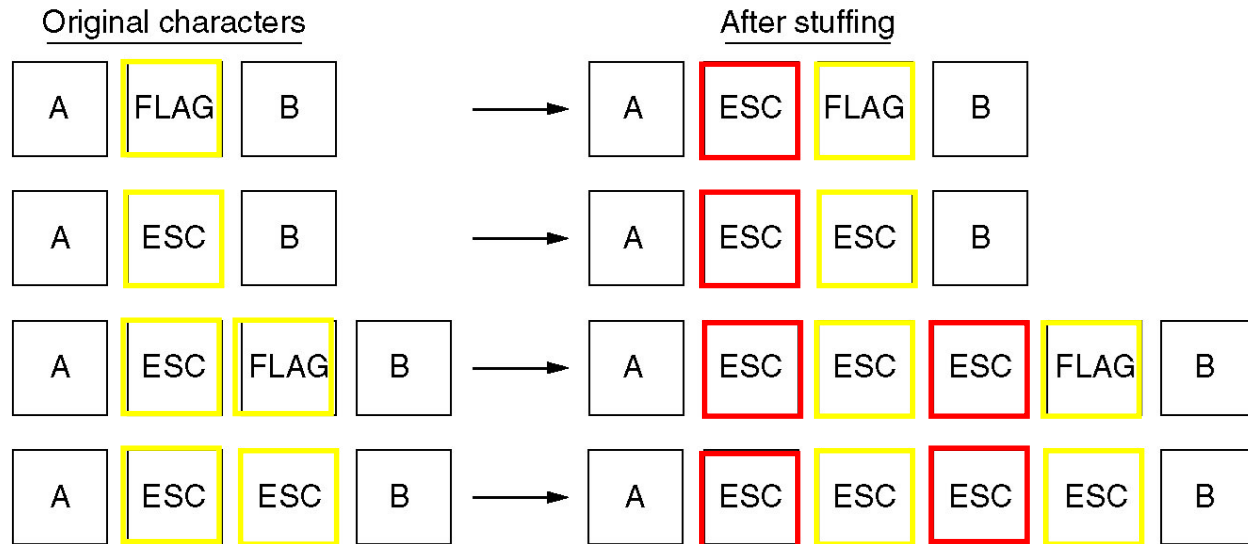 Original characters After stuffing
A FLAG B A ESC FLAG B
A ESC B A ESC ESC B
A ESC FLAG B A ESC ESC ESC FLAG B
A ESC ESC B A ESC ESC ESC ESC B